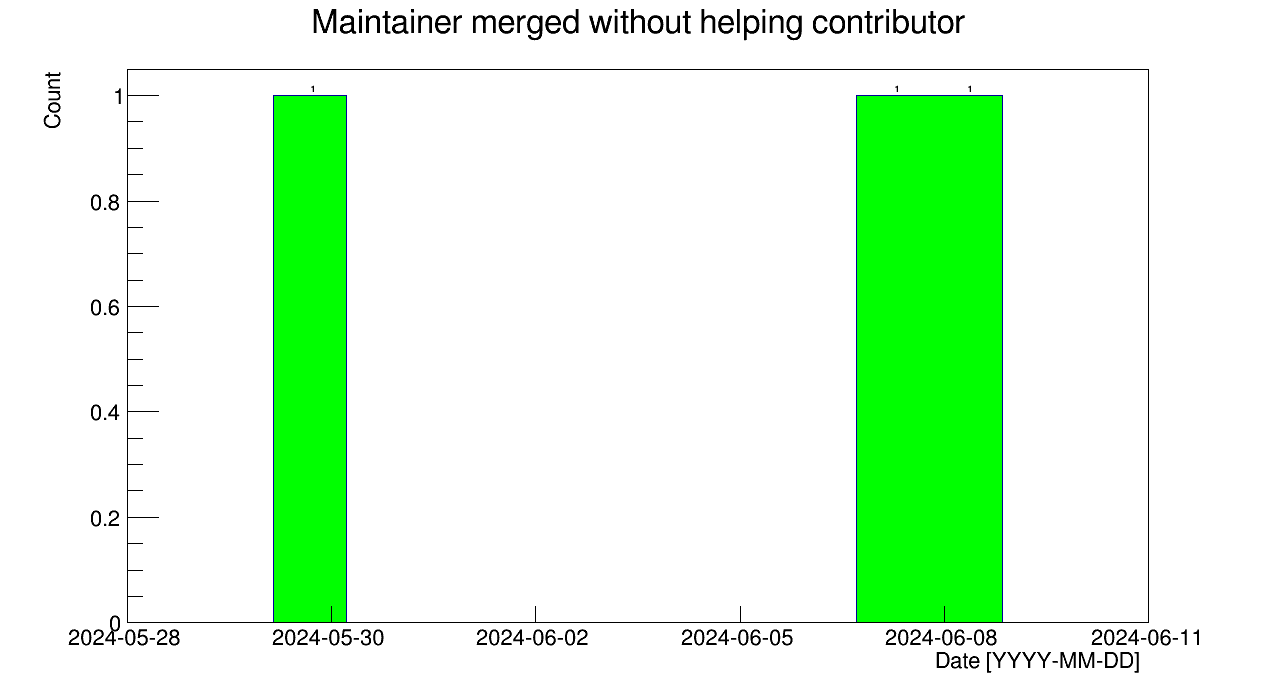 Maintainer merged without helping contributor
Count
1 1 1
1
0.8
0.6
0.4
0.2
0
2024-05-28 2024-05-30 2024-06-02 2024-06-05 2024-06-08 2024-06-11
Date [YYYY-MM-DD]